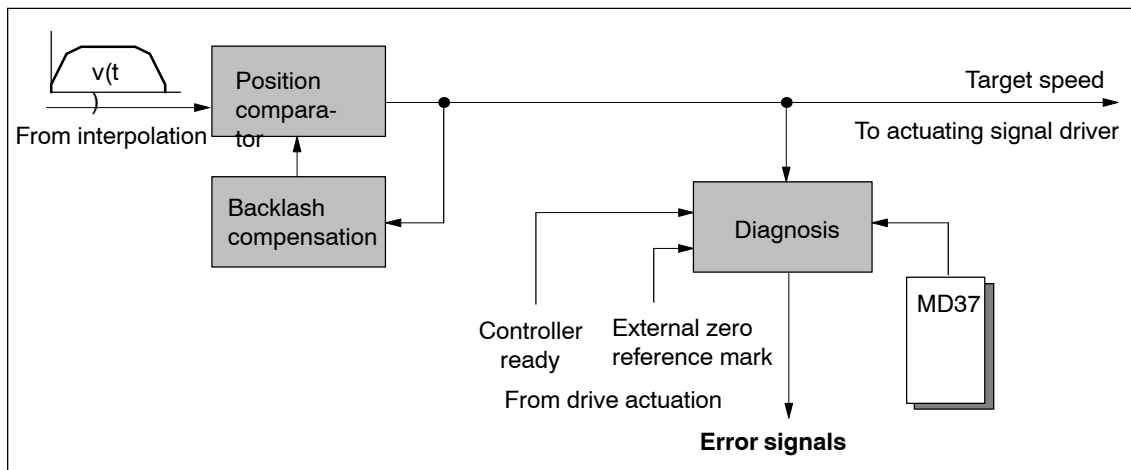 v(t
)
From interpolation
Position
compara-
tor
Target speed
To actuating signal driver
Backlash
compensation
Diagnosis
MD37
Controller
ready
External zero
reference mark
From drive actuation
Error signals